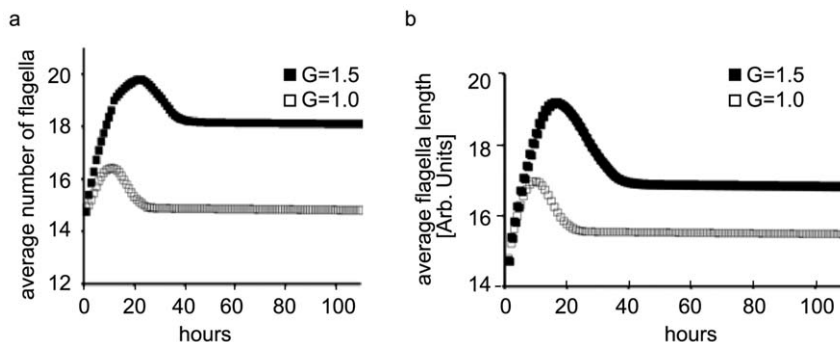 a
average number of flagella
20
18
16
14
12
0
20
40
60
80
100
hours
G=1.5
G=1.0
b
average flagella length
[Arb. Units]
20
18
16
14
0
20
40
60
80
100
hours
G=1.5
G=1.0